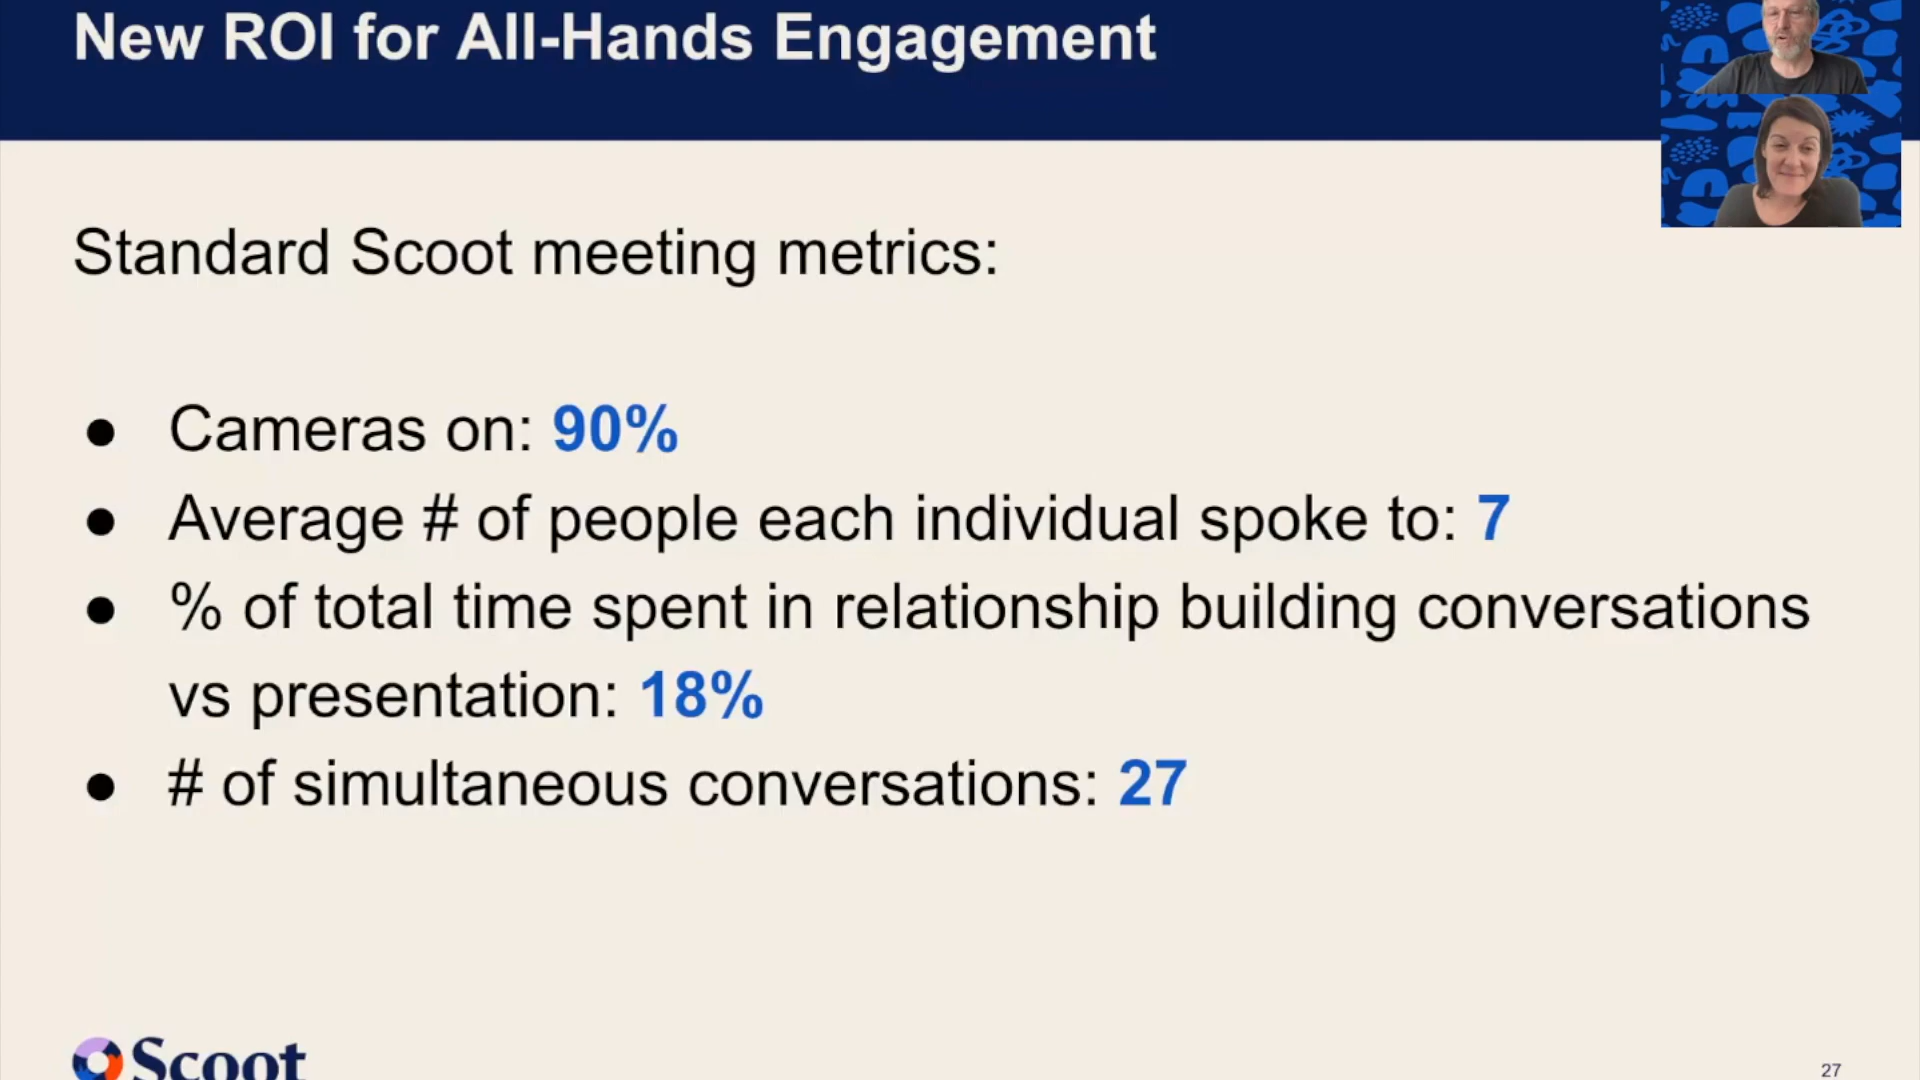 New ROI for All-Hands Engagement
Standard Scoot meeting metrics:
● Cameras on: 90%
● Average # of people each individual spoke to: 7
● % of total time spent in relationship building conversations
vs presentation: 18%
● # of simultaneous conversations: 27
Scoot
27